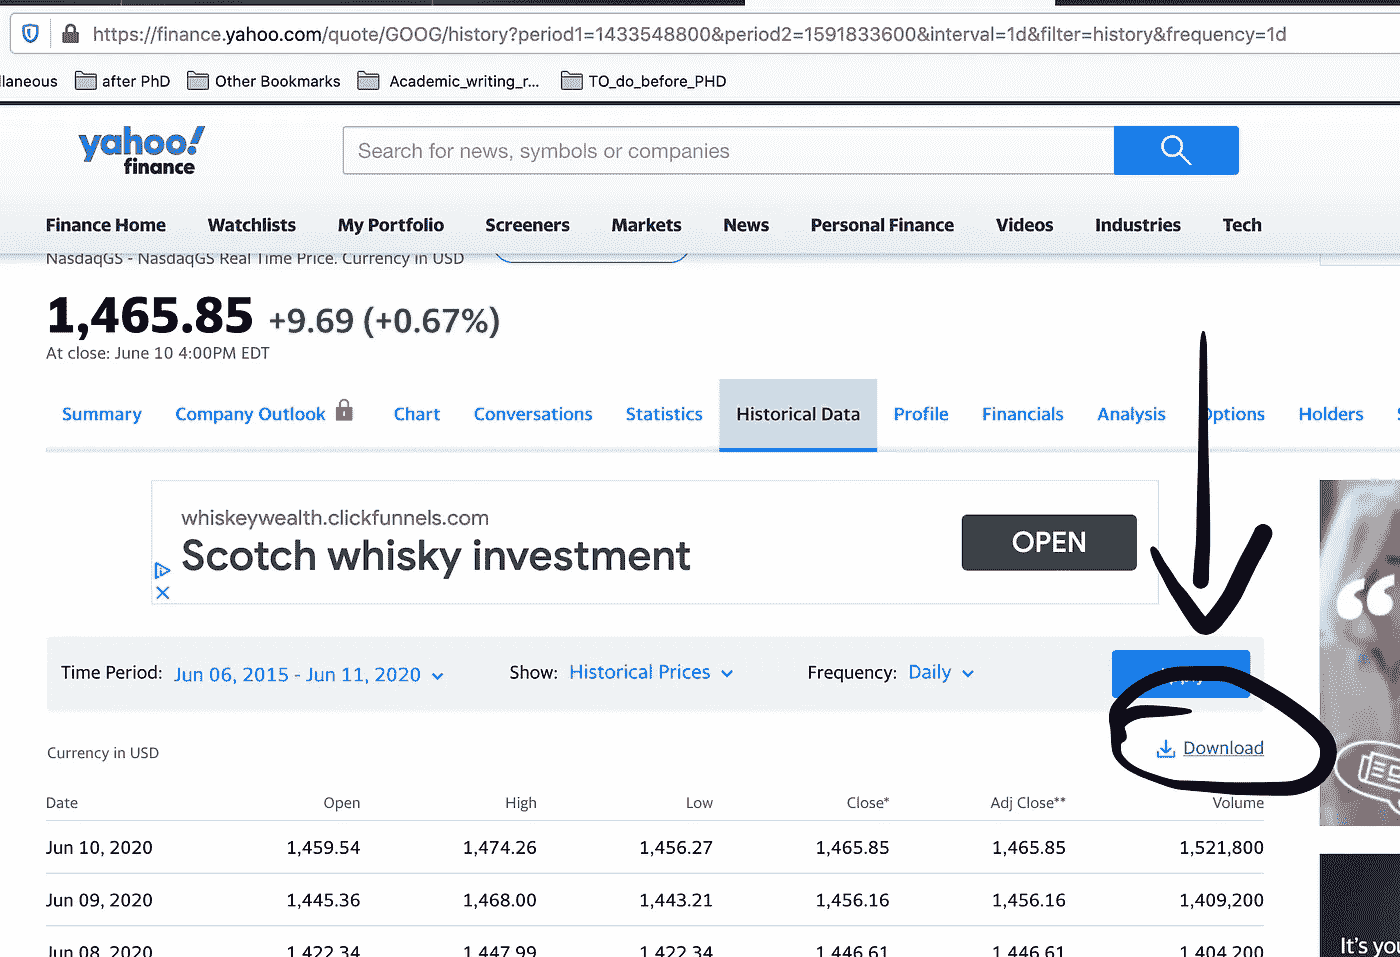 https://finance.yahoo.com/quote/GOOG/history?period1=1433548800&period2=1591833600&interval=1d&filter=history&frequency=1d
llaneous after PhD Other Bookmarks Academic_writing_r... TO_do_before_PHD
yahoo!
finance
Search for news, symbols or companies
Finance Home Watchlists My Portfolio Screeners Markets News Personal Finance Videos Industries Tech
NasdaqGS - NasdaqGS Real Time Price. Currency in USD
1,465.85 +9.69 (+0.67%)
At close: June 10 4:00PM EDT
Summary Company Outlook Chart Conversations Statistics Historical Data Profile Financials Analysis Options Holders
whiskeywealth.clickfunnels.com
Scotch whisky investment
OPEN
Time Period: Jun 06, 2015 - Jun 11, 2020 Show: Historical Prices Frequency: Daily Apply
Currency in USD Download
Date Open High Low Close* Adj Close** Volume
Jun 10, 2020 1,459.54 1,474.26 1,456.27 1,465.85 1,465.85 1,521,800
Jun 09, 2020 1,445.36 1,468.00 1,443.21 1,456.16 1,456.16 1,409,200
Jun 08, 2020 1,422.34 1,447.99 1,422.34 1,446.61 1,446.61 1,404,200
It's you